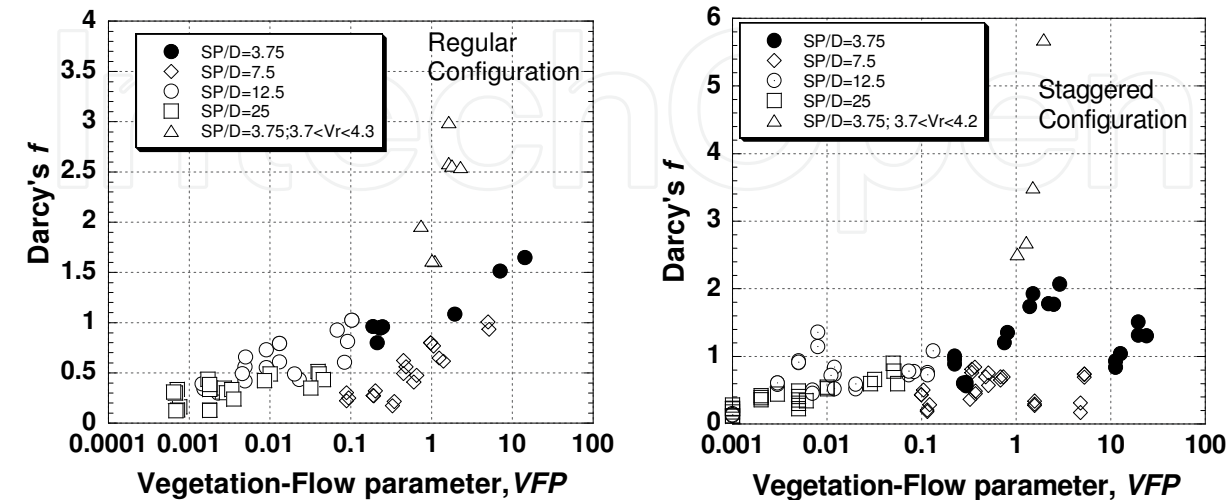 4
3.5
3
2.5
2
1.5
1
0.5
0
0.0001 0.001 0.01 0.1 1 10 100
Darcy's f
Vegetation-Flow parameter, VFP
SP/D=3.75
SP/D=7.5
SP/D=12.5
SP/D=25
SP/D=3.75;3.7<Vr<4.3
Regular
Configuration
6
5
4
3
2
1
0
0.001 0.01 0.1 1 10 100
Darcy's f
Vegetation-Flow parameter, VFP
SP/D=3.75
SP/D=7.5
SP/D=12.5
SP/D=25
SP/D=3.75; 3.7<Vr<4.2
Staggered
Configuration
IntechOpen